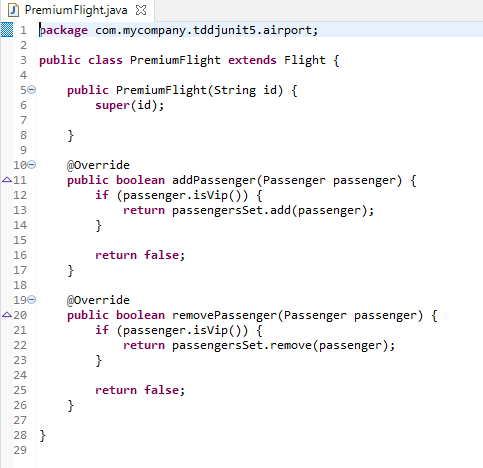 PremiumFlight.java
1 package com.mycompany.tddjunit5.airport;
2
3 public class PremiumFlight extends Flight {
4
5     public PremiumFlight(String id) {
6         super(id);
7
8     }
9
10     @Override
11     public boolean addPassenger(Passenger passenger) {
12         if (passenger.isVip()) {
13             return passengersSet.add(passenger);
14         }
15
16         return false;
17     }
18
19     @Override
20     public boolean removePassenger(Passenger passenger) {
21         if (passenger.isVip()) {
22             return passengersSet.remove(passenger);
23         }
24
25         return false;
26     }
27
28 }
29